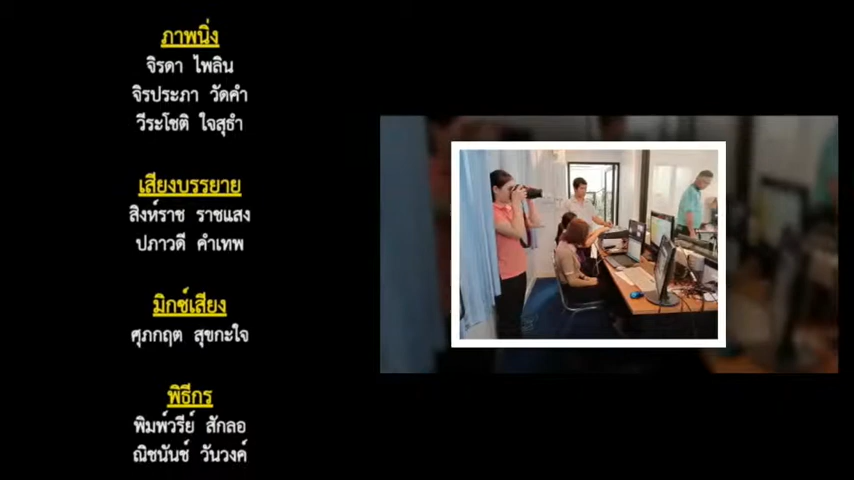 ภาพนิ่ง
จิรดา ไพลิน
จิรประภา วัดคำ
วีระโชติ ใจสุธำ
เสียงบรรยาย
สิงห์ราช ราชแสง
ปภาวดี คำเทพ
มิกซ์เสียง
ศุภกฤต สุขกะใจ
พิธีกร
พิมพ์วรีย์ สักลอ
ณิชนันช์ วันวงค์